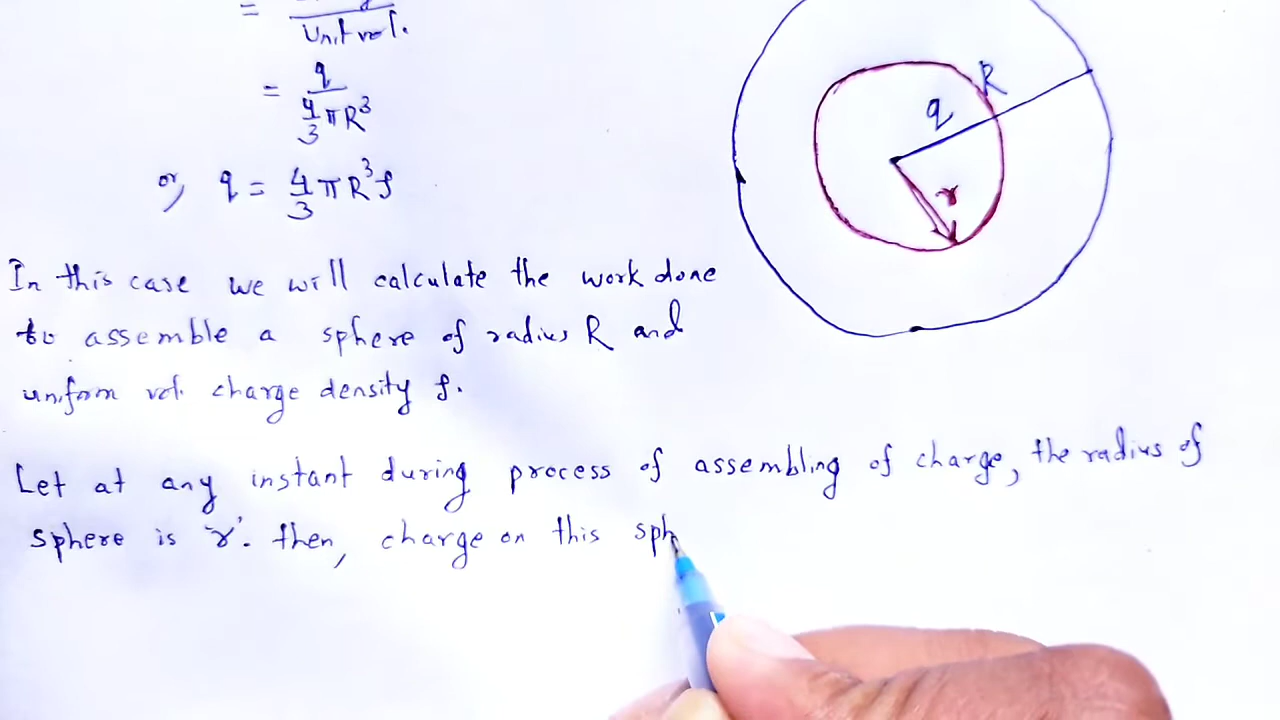 =
Unit vol.
= q / 4/3 π R³
or, q = 4/3 π R³ ρ
R
q
r
In this case we will calculate the work done
to assemble a sphere of radius R and
uniform vol. charge density ρ.
Let at any instant during process of assembling of charge, the radius of
sphere is 'r'. then, charge on this sph